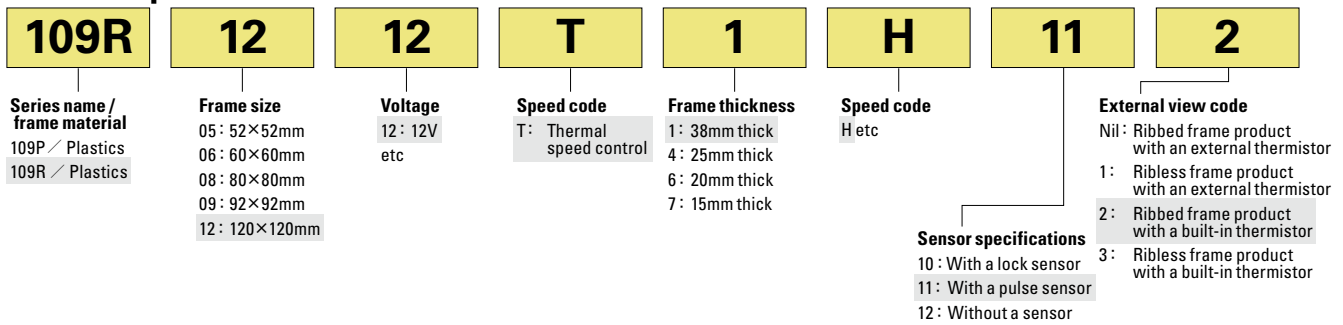 109R 12 12 T 1 H 11 2
Series name /
frame material
109P ／ Plastics
109R ／ Plastics
Frame size
05 : 52×52mm
06 : 60×60mm
08 : 80×80mm
09 : 92×92mm
12 : 120×120mm
Voltage
12 : 12V
etc
Speed code
T : Thermal
speed control
Frame thickness
1 : 38mm thick
4 : 25mm thick
6 : 20mm thick
7 : 15mm thick
Speed code
H etc
Sensor specifications
10 : With a lock sensor
11 : With a pulse sensor
12 : Without a sensor
External view code
Nil : Ribbed frame product
with an external thermistor
1 : Ribless frame product
with an external thermistor
2 : Ribbed frame product
with a built-in thermistor
3 : Ribless frame product
with a built-in thermistor